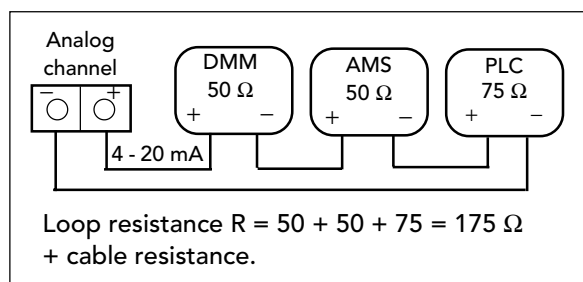 Analog
channel
− +
DMM
50 Ω
+ −
AMS
50 Ω
+ −
PLC
75 Ω
+ −
4 - 20 mA
Loop resistance R = 50 + 50 + 75 = 175 Ω
+ cable resistance.